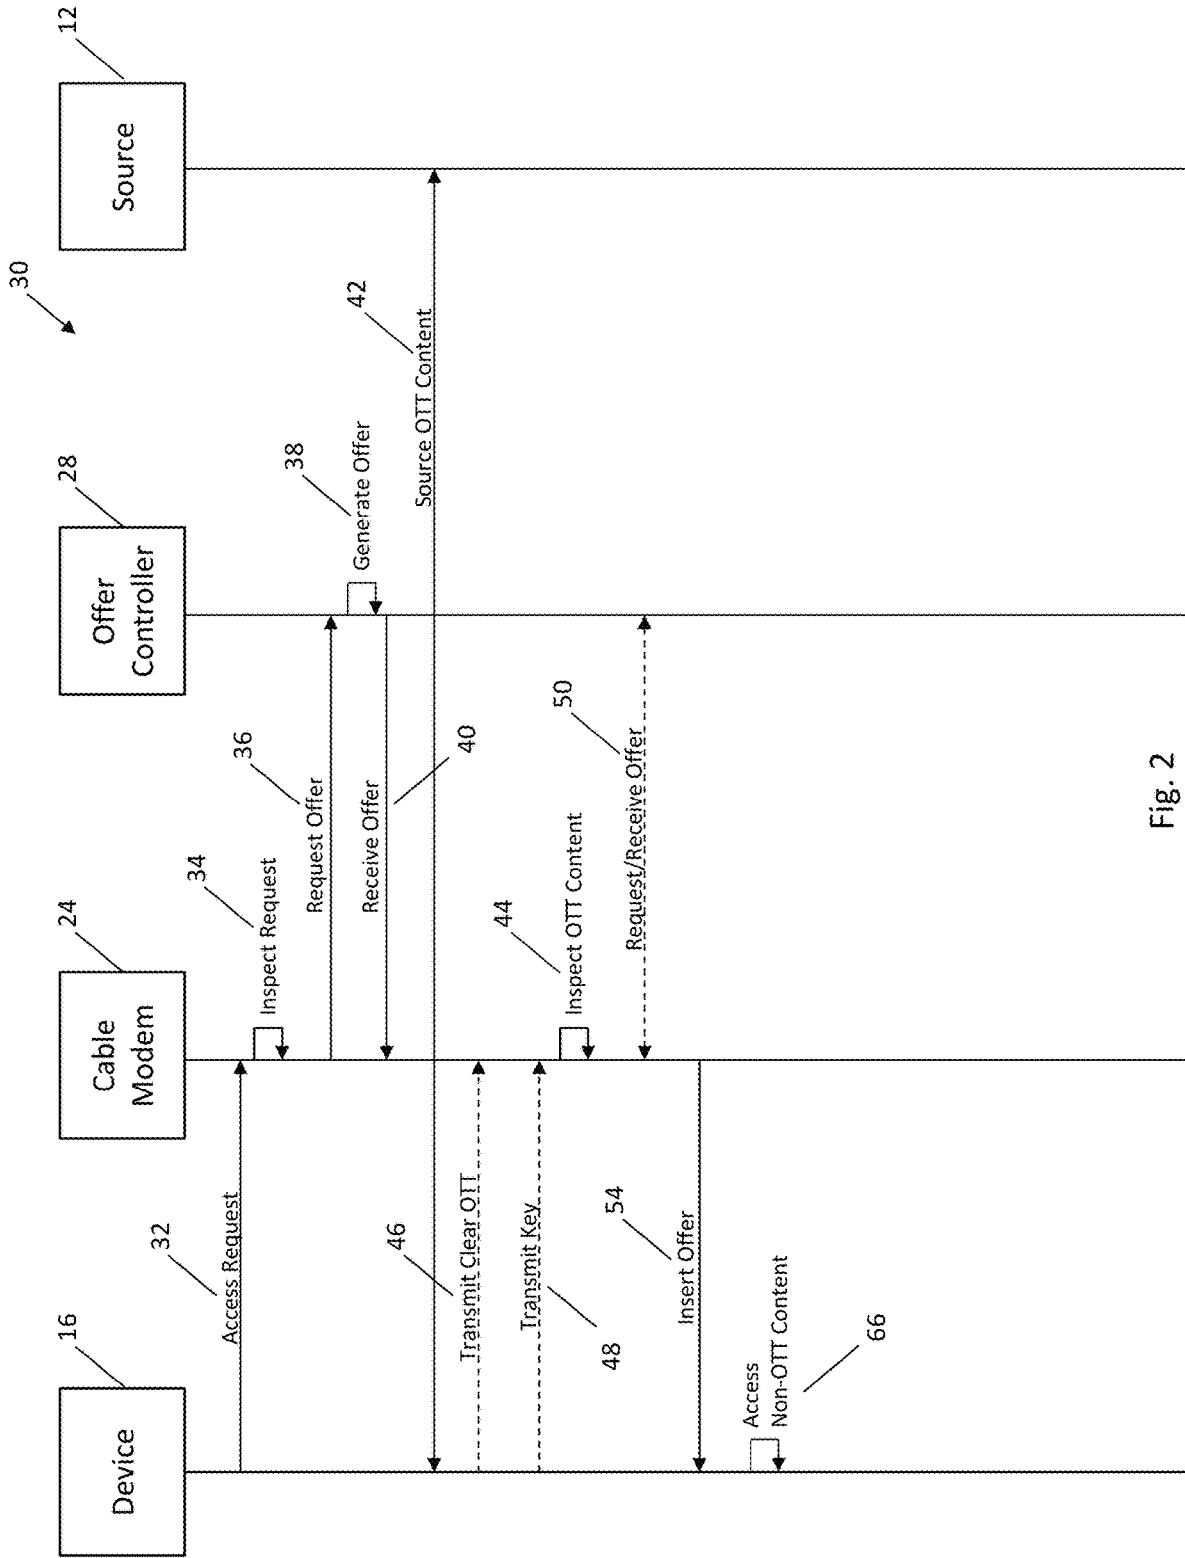 30
Device
16
Cable
Modem
24
Offer
Controller
28
Source
12
Access Request
32
Inspect Request
34
Request Offer
36
Generate Offer
38
Receive Offer
40
Source OTT Content
42
Transmit Clear OTT
46
Transmit Key
48
Inspect OTT Content
44
Request/Receive Offer
50
Insert Offer
54
Access
Non-OTT Content
66
Fig. 2